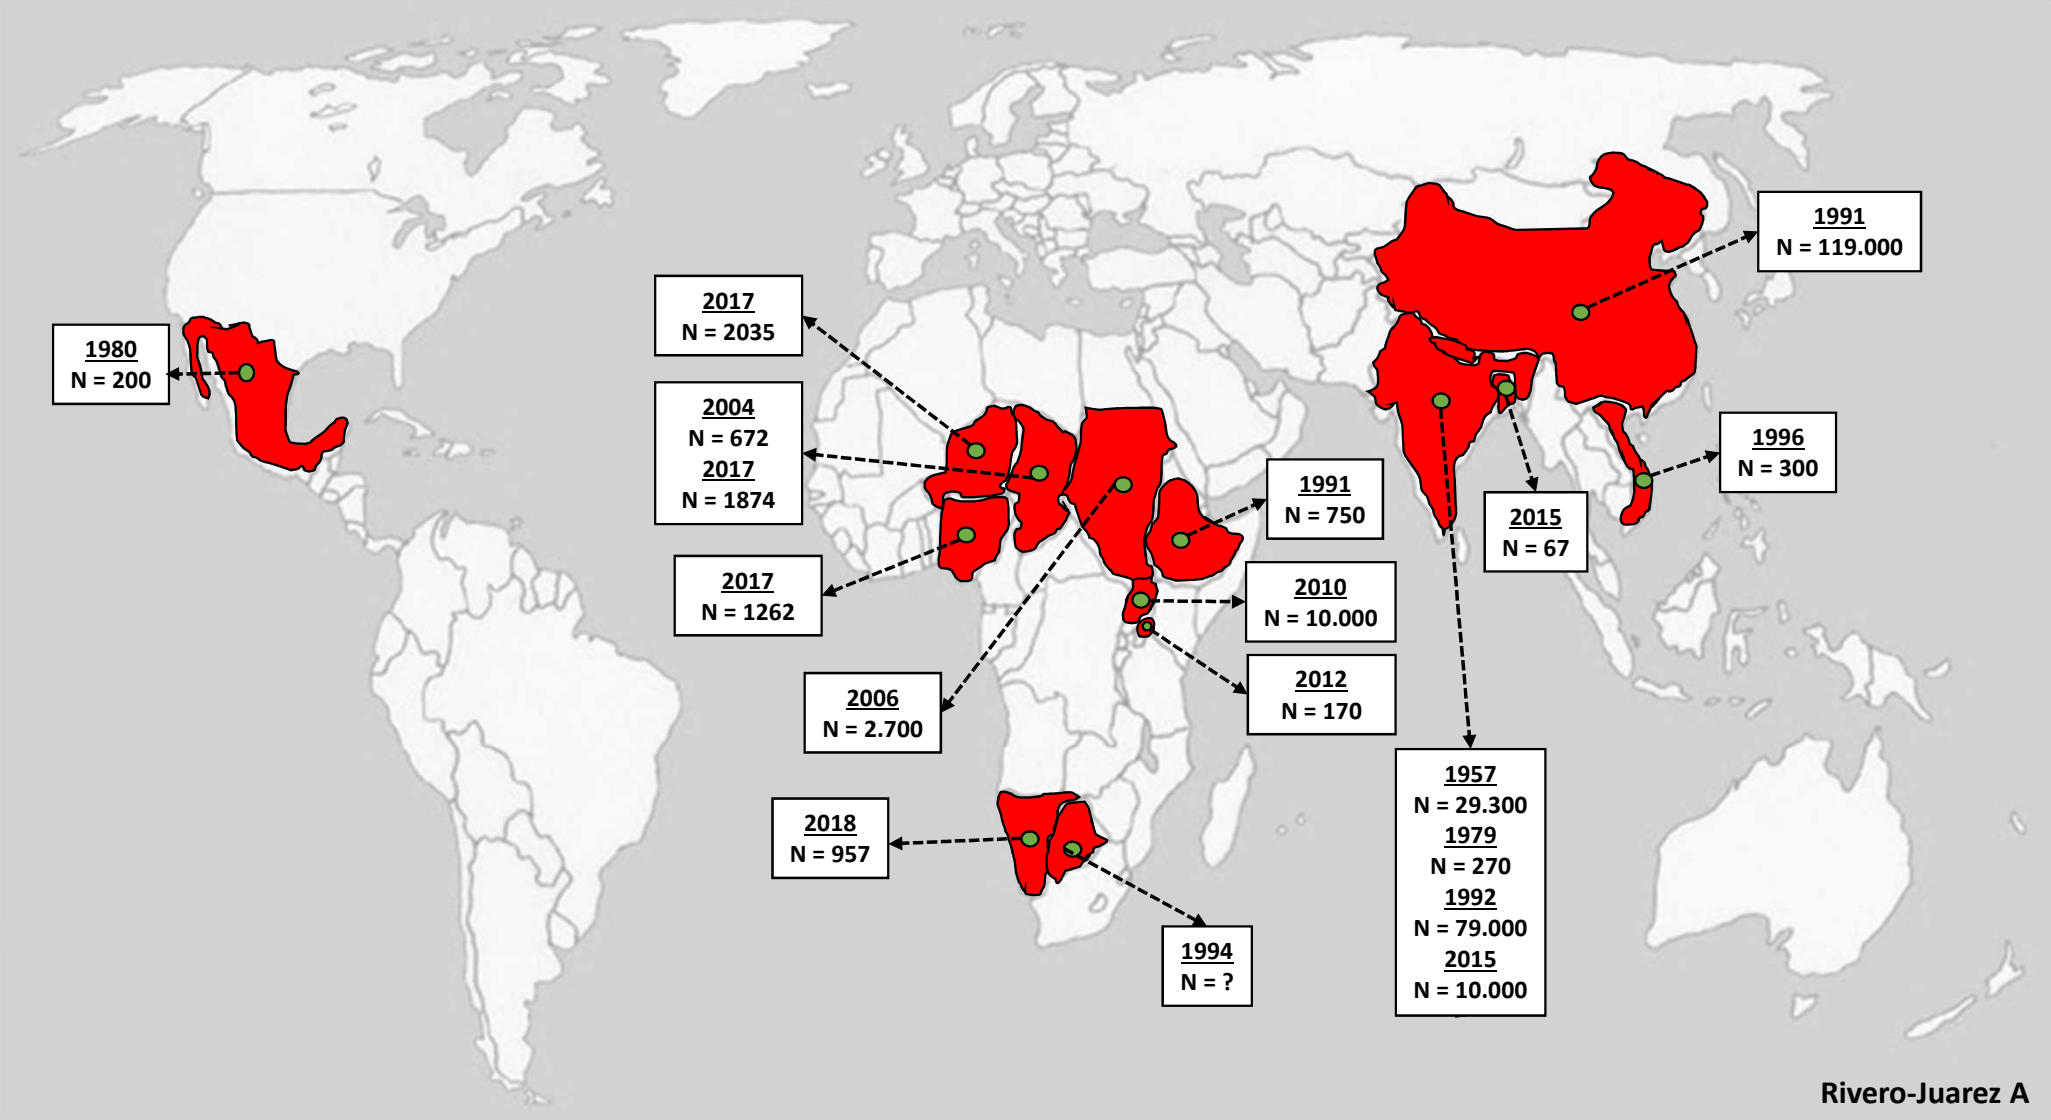 1980
N = 200
2017
N = 2035
2004
N = 672
2017
N = 1874
2017
N = 1262
2006
N = 2.700
2018
N = 957
1994
N = ?
1991
N = 750
2010
N = 10.000
2012
N = 170
1957
N = 29.300
1979
N = 270
1992
N = 79.000
2015
N = 10.000
2015
N = 67
1996
N = 300
1991
N = 119.000
Rivero-Juarez A